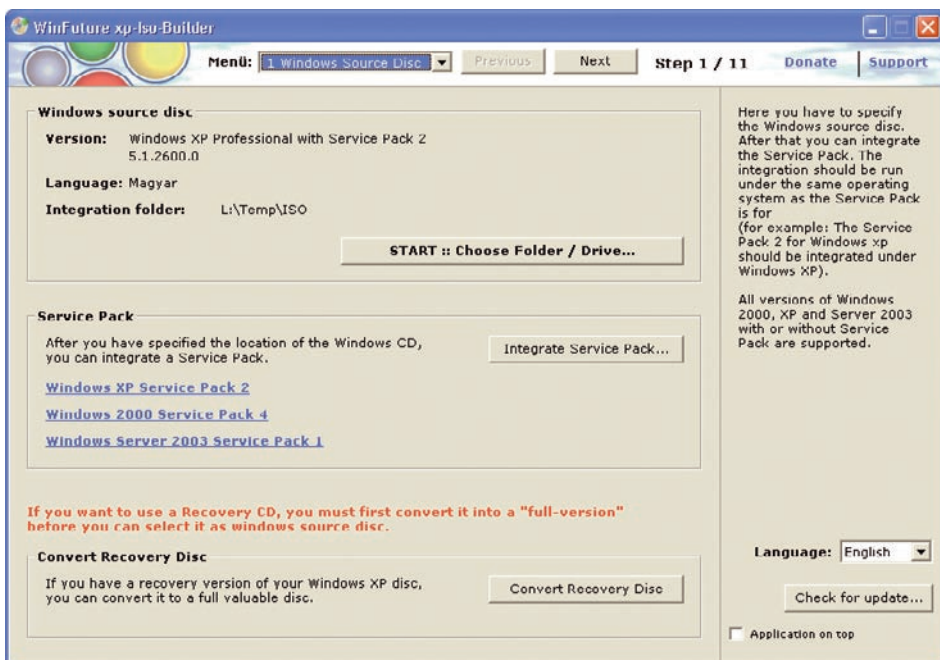 WinFuture xp-Iso-Builder
Menü: 1 Windows Source Disc Previous Next Step 1 / 11 Donate Support
Windows source disc
Version: Windows XP Professional with Service Pack 2
5.1.2600.0
Language: Magyar
Integration folder: L:\Temp\ISO
START :: Choose Folder / Drive...
Service Pack
After you have specified the location of the Windows CD,
you can integrate a Service Pack.
Integrate Service Pack...
Windows XP Service Pack 2
Windows 2000 Service Pack 4
Windows Server 2003 Service Pack 1
If you want to use a Recovery CD, you must first convert it into a "full-version"
before you can select it as windows source disc.
Convert Recovery Disc
If you have a recovery version of your Windows XP disc,
you can convert it to a full valuable disc.
Convert Recovery Disc
Here you have to specify
the Windows source disc.
After that you can integrate
the Service Pack. The
integration should be run
under the same operating
system as the Service Pack
is for
(for example: The Service
Pack 2 for Windows xp
should be integrated under
Windows XP).
All versions of Windows
2000, XP and Server 2003
with or without Service
Pack are supported.
Language: English
Check for update...
Application on top